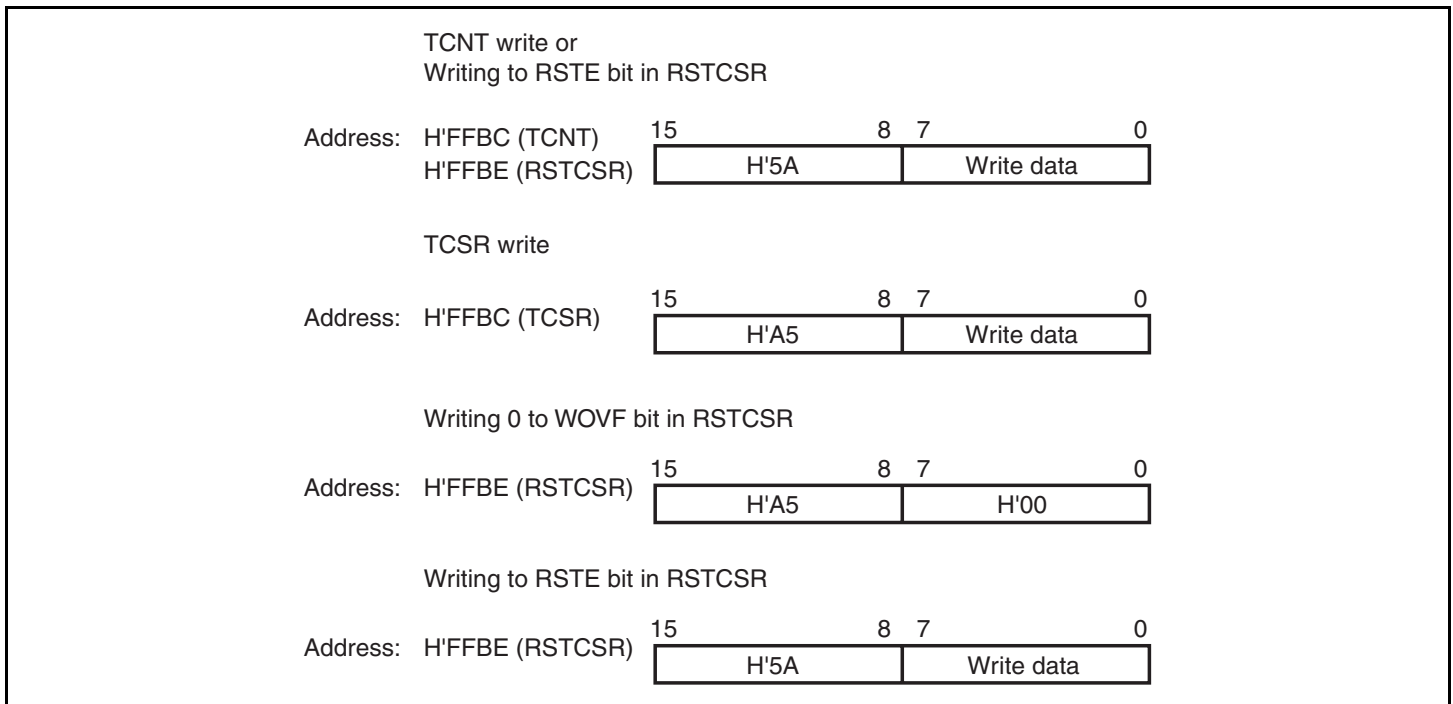 TCNT write or
Writing to RSTE bit in RSTCSR
15 8 7 0
Address: H'FFBC (TCNT)
H'FFBE (RSTCSR) H'5A Write data
TCSR write
15 8 7 0
Address: H'FFBC (TCSR)
H'A5 Write data
Writing 0 to WOVF bit in RSTCSR
15 8 7 0
Address: H'FFBE (RSTCSR)
H'A5 H'00
Writing to RSTE bit in RSTCSR
15 8 7 0
Address: H'FFBE (RSTCSR)
H'5A Write data